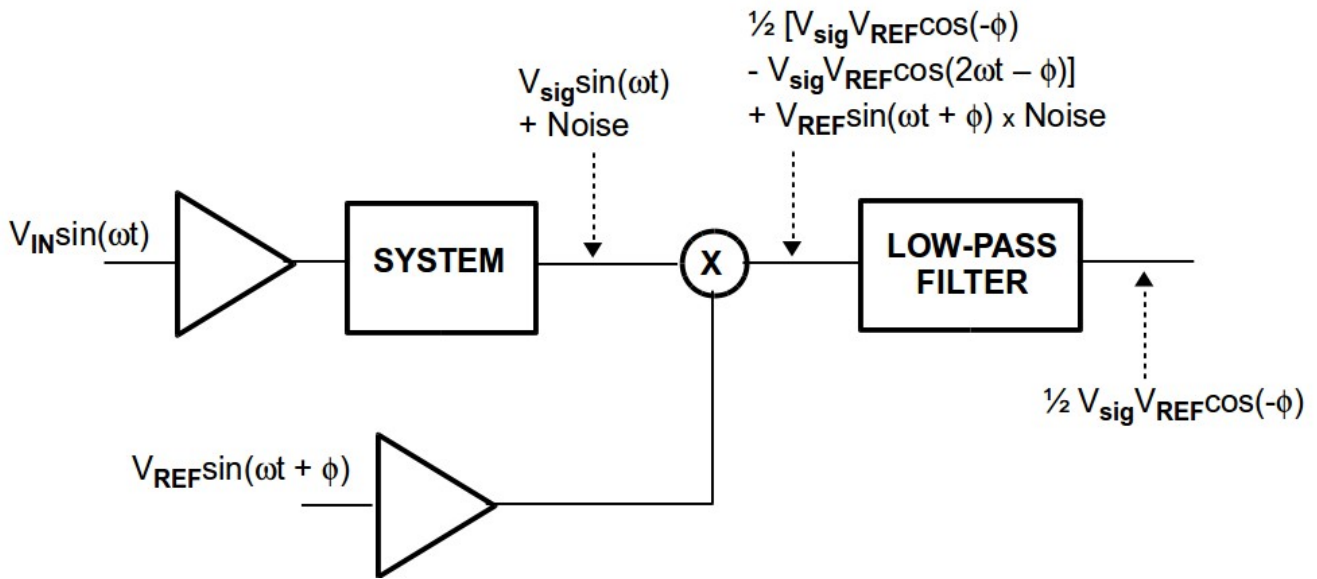 ½ [VsigVREFcos(-ϕ)
- VsigVREFcos(2ωt – ϕ)]
+ VREFsin(ωt + ϕ) x Noise
Vsigsin(ωt)
+ Noise
VINsin(ωt)
SYSTEM
X
LOW-PASS
FILTER
½ VsigVREFcos(-ϕ)
VREFsin(ωt + ϕ)